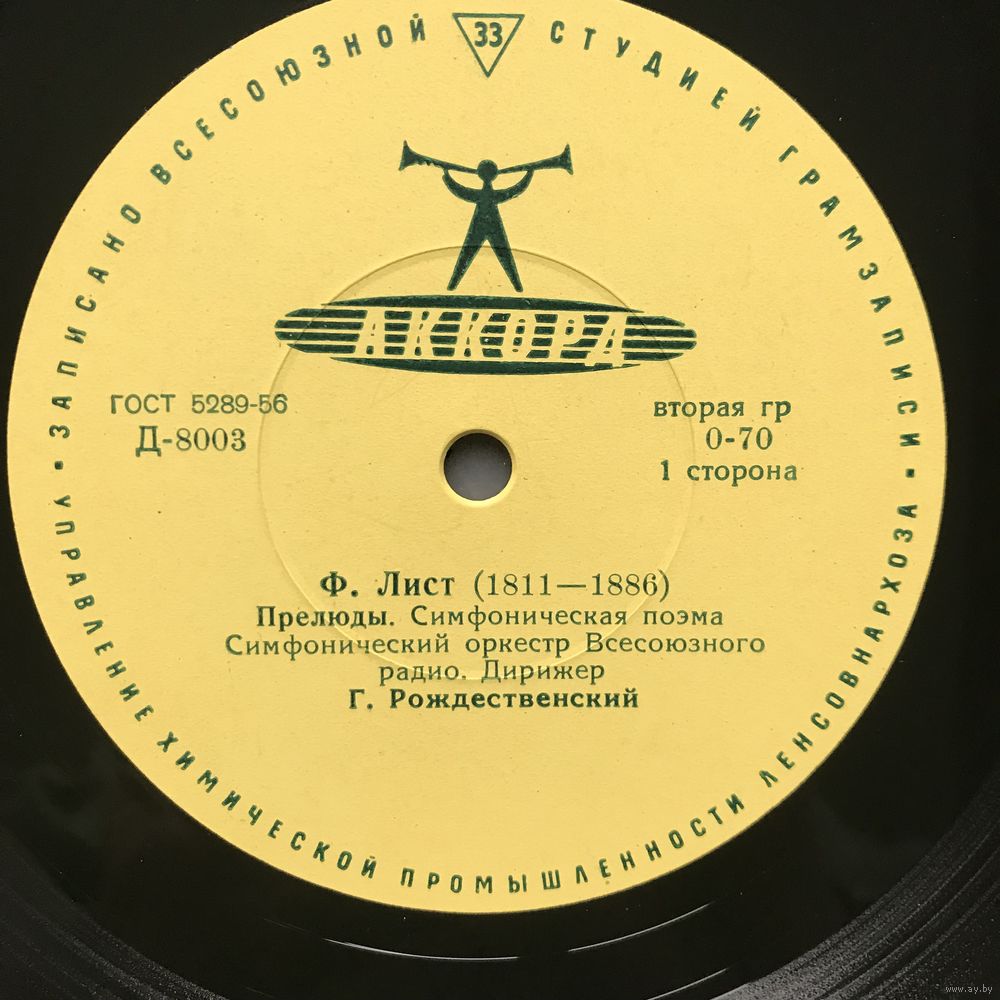 ЗАПИСАНО ВСЕСОЮЗНОЙ СТУДИЕЙ ГРАМЗАПИСИ
33
АККОРД
ГОСТ 5289-56
Д-8003
вторая гр
0-70
1 сторона
Ф. Лист (1811—1886)
Прелюды. Симфоническая поэма
Симфонический оркестр Всесоюзного
радио. Дирижер
Г. Рождественский
УПРАВЛЕНИЕ ХИМИЧЕСКОЙ ПРОМЫШЛЕННОСТИ ЛЕНСОВНАРХОЗА
www.ay.by